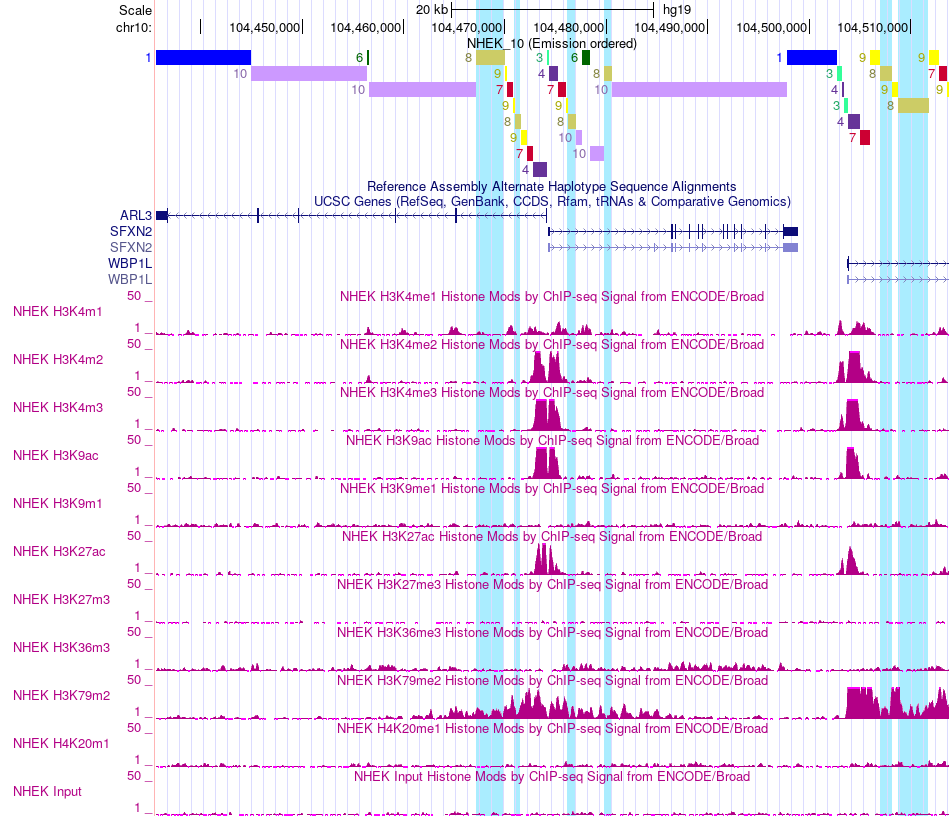 Scale 20 kb hg19
chr10: 104,450,000 104,460,000 104,470,000 104,480,000 104,490,000 104,500,000 104,510,000
NHEK_10 (Emission ordered)
1 6 8 3 6 1 9 9
10 9 4 8 3 8 7
10 7 7 10 4 9 9
9 9 3 8
8 8 4
9 10 7
7 10
4
Reference Assembly Alternate Haplotype Sequence Alignments
UCSC Genes (RefSeq, GenBank, CCDS, Rfam, tRNAs & Comparative Genomics)
ARL3
SFXN2
SFXN2
WBP1L
WBP1L
50 _ NHEK H3K4me1 Histone Mods by ChIP-seq Signal from ENCODE/Broad
NHEK H3K4m1
1 _
50 _ NHEK H3K4me2 Histone Mods by ChIP-seq Signal from ENCODE/Broad
NHEK H3K4m2
1 _
50 _ NHEK H3K4me3 Histone Mods by ChIP-seq Signal from ENCODE/Broad
NHEK H3K4m3
1 _
50 _ NHEK H3K9ac Histone Mods by ChIP-seq Signal from ENCODE/Broad
NHEK H3K9ac
1 _
50 _ NHEK H3K9me1 Histone Mods by ChIP-seq Signal from ENCODE/Broad
NHEK H3K9m1
1 _
50 _ NHEK H3K27ac Histone Mods by ChIP-seq Signal from ENCODE/Broad
NHEK H3K27ac
1 _
50 _ NHEK H3K27me3 Histone Mods by ChIP-seq Signal from ENCODE/Broad
NHEK H3K27m3
1 _
50 _ NHEK H3K36me3 Histone Mods by ChIP-seq Signal from ENCODE/Broad
NHEK H3K36m3
1 _
50 _ NHEK H3K79me2 Histone Mods by ChIP-seq Signal from ENCODE/Broad
NHEK H3K79m2
1 _
50 _ NHEK H4K20me1 Histone Mods by ChIP-seq Signal from ENCODE/Broad
NHEK H4K20m1
1 _
50 _ NHEK Input Histone Mods by ChIP-seq Signal from ENCODE/Broad
NHEK Input
1 _